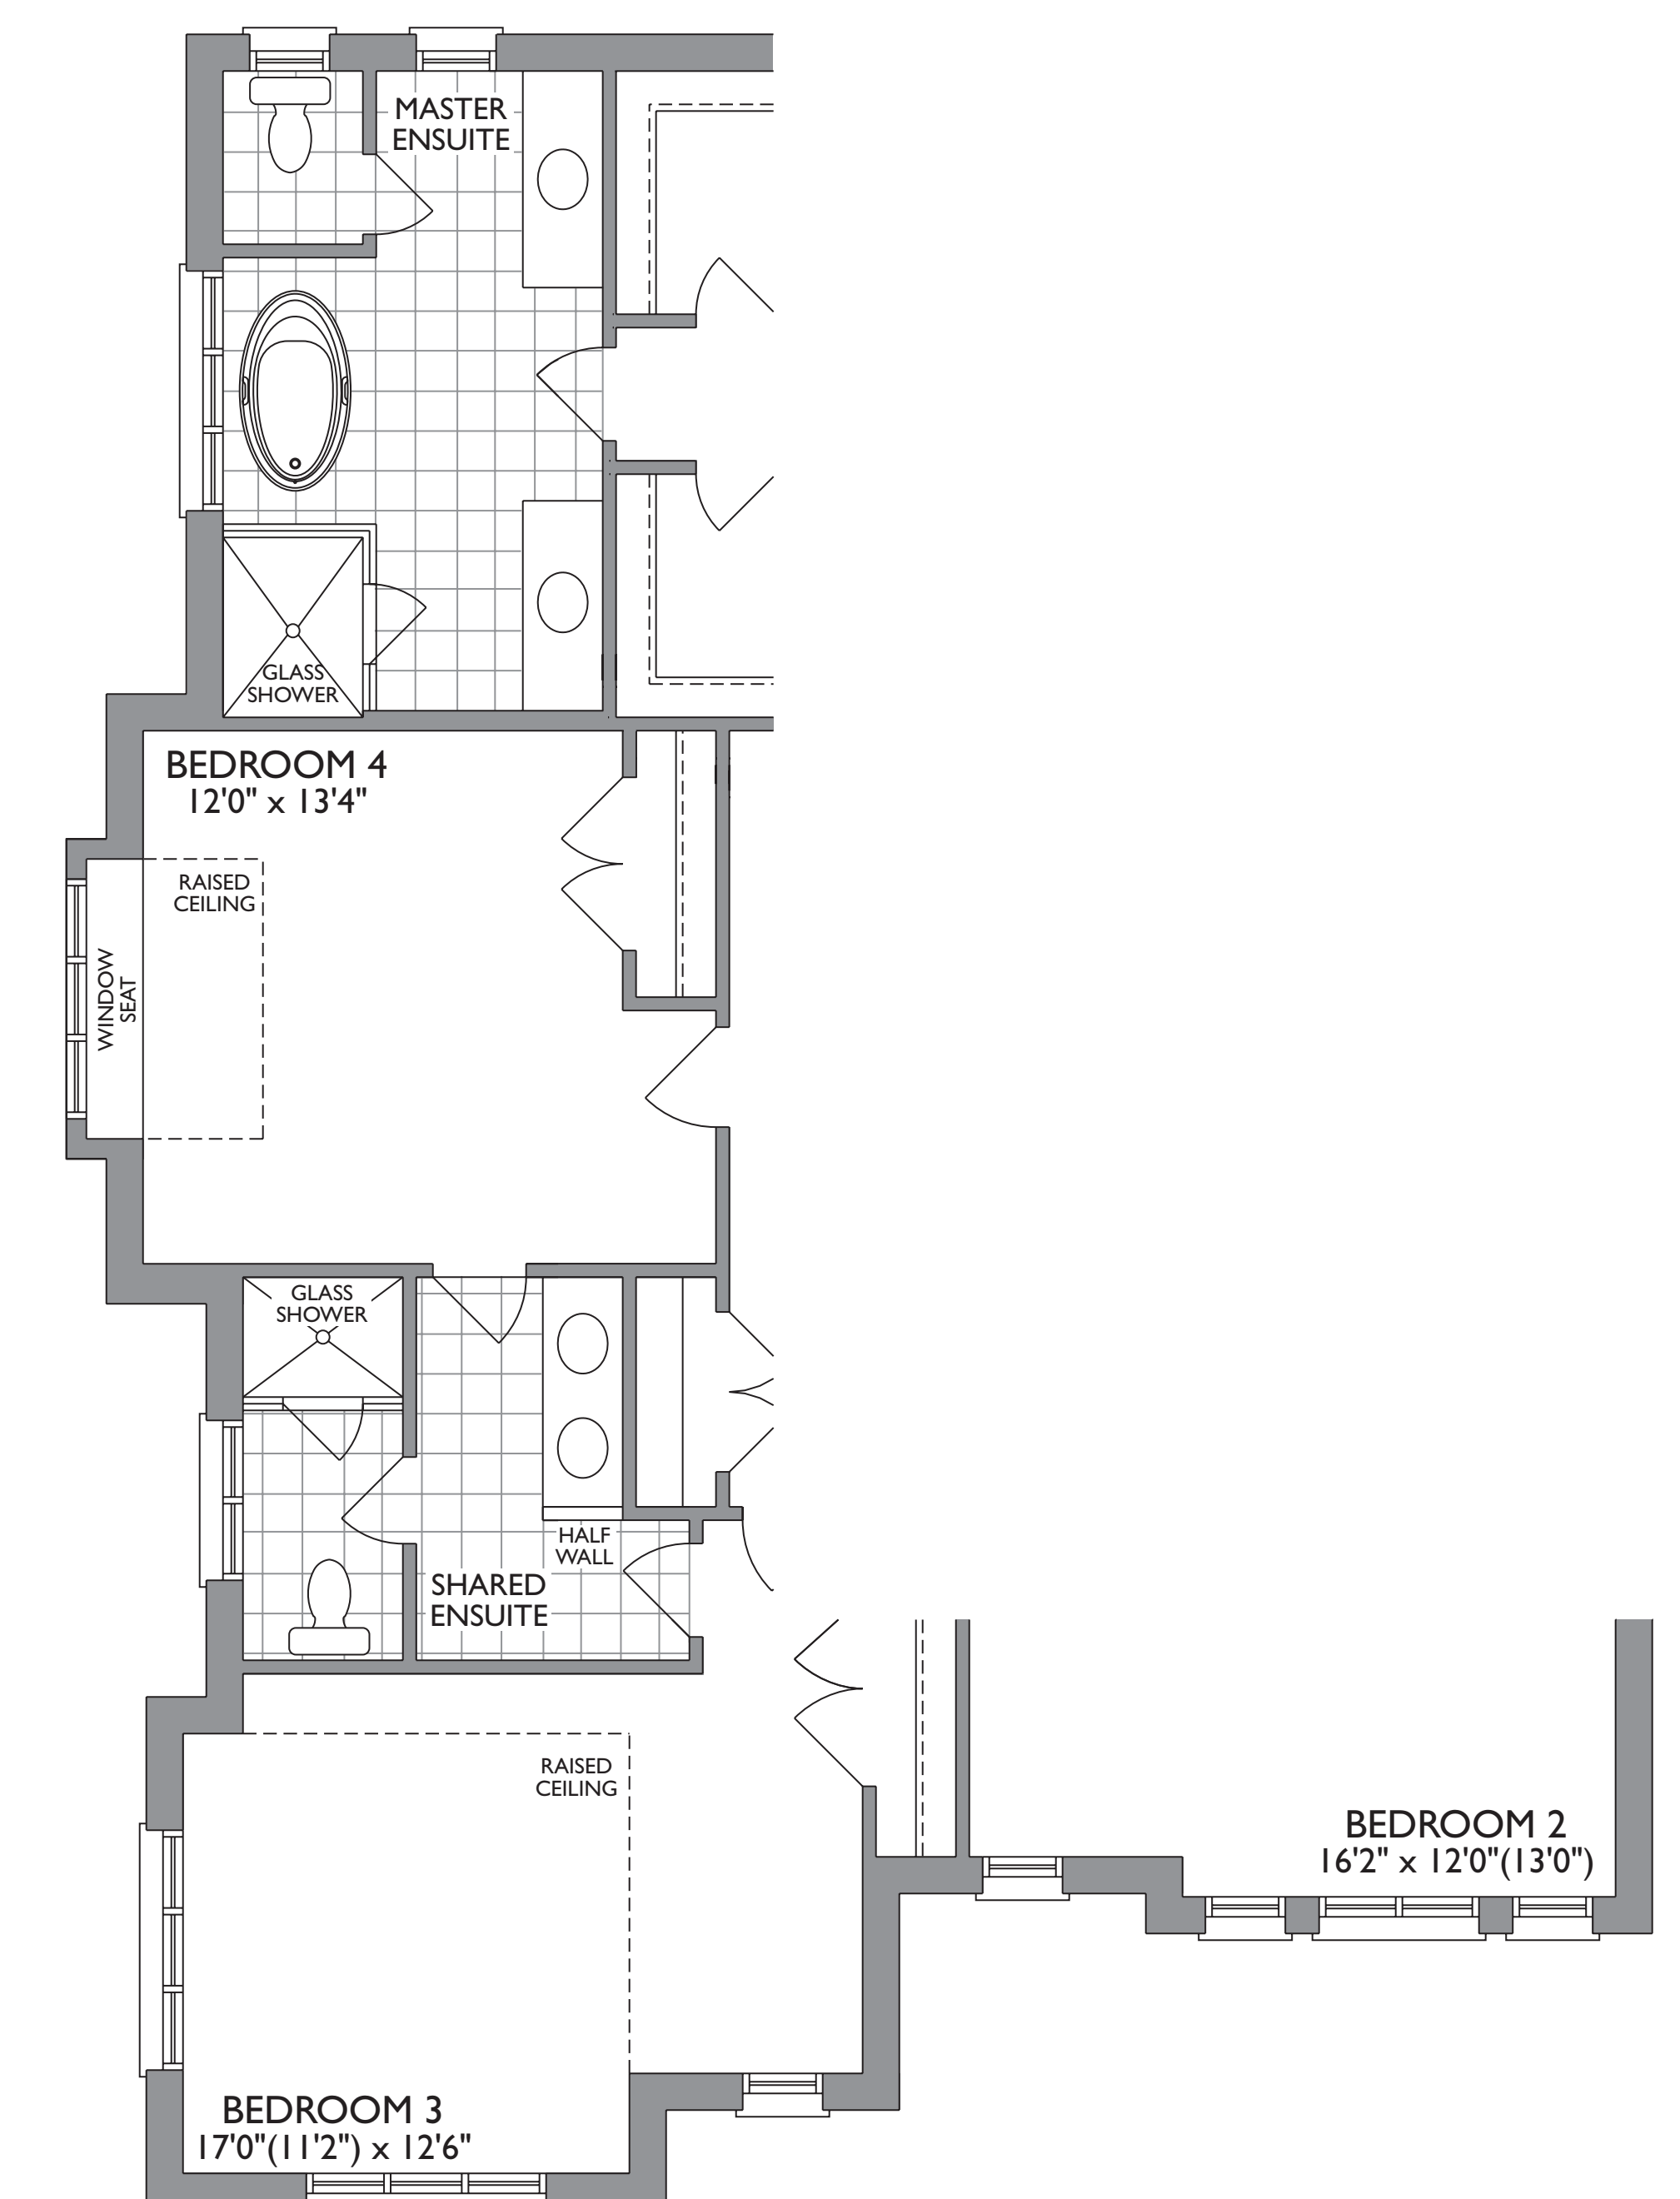 MASTER
ENSUITE
GLASS
SHOWER
BEDROOM 4
12'0" x 13'4"
RAISED
CEILING
WINDOW
SEAT
GLASS
SHOWER
HALF
WALL
SHARED
ENSUITE
RAISED
CEILING
BEDROOM 2
16'2" x 12'0"(13'0")
BEDROOM 3
17'0"(11'2") x 12'6"